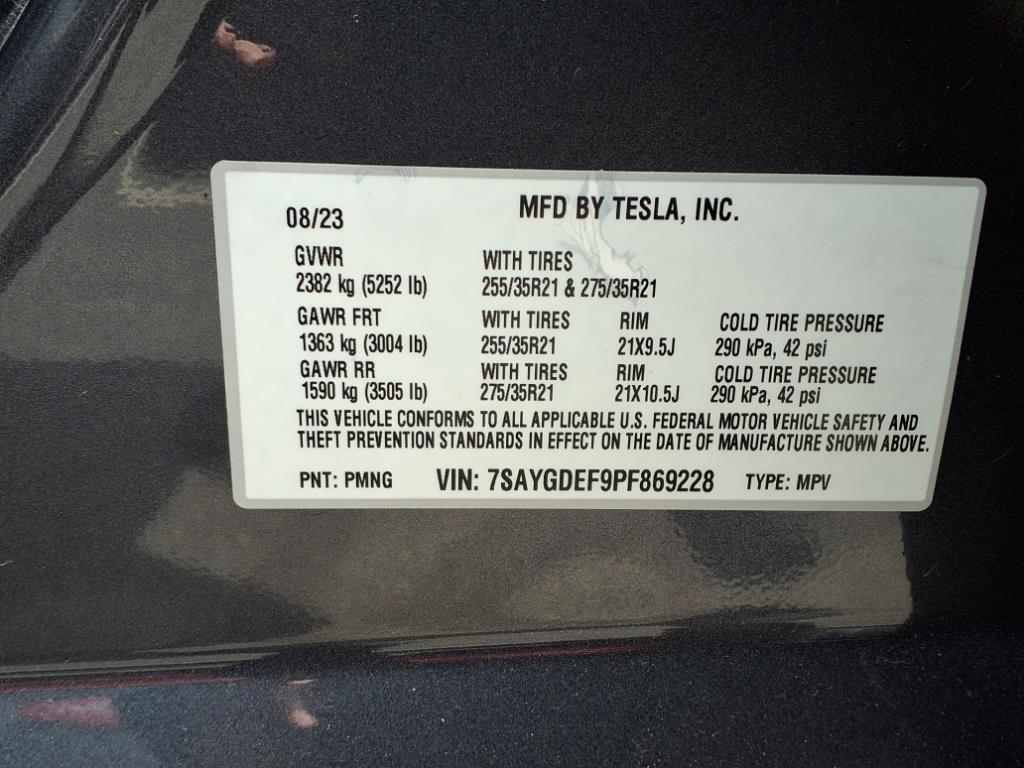 MFD BY TESLA, INC.
08/23
GVWR WITH TIRES
2382 kg (5252 lb) 255/35R21 & 275/35R21
GAWR FRT WITH TIRES RIM COLD TIRE PRESSURE
1363 kg (3004 lb) 255/35R21 21X9.5J 290 kPa, 42 psi
GAWR RR WITH TIRES RIM COLD TIRE PRESSURE
1590 kg (3505 lb) 275/35R21 21X10.5J 290 kPa, 42 psi
THIS VEHICLE CONFORMS TO ALL APPLICABLE U.S. FEDERAL MOTOR VEHICLE SAFETY AND
THEFT PREVENTION STANDARDS IN EFFECT ON THE DATE OF MANUFACTURE SHOWN ABOVE.
PNT: PMNG VIN: 7SAYGDEF9PF869228 TYPE: MPV